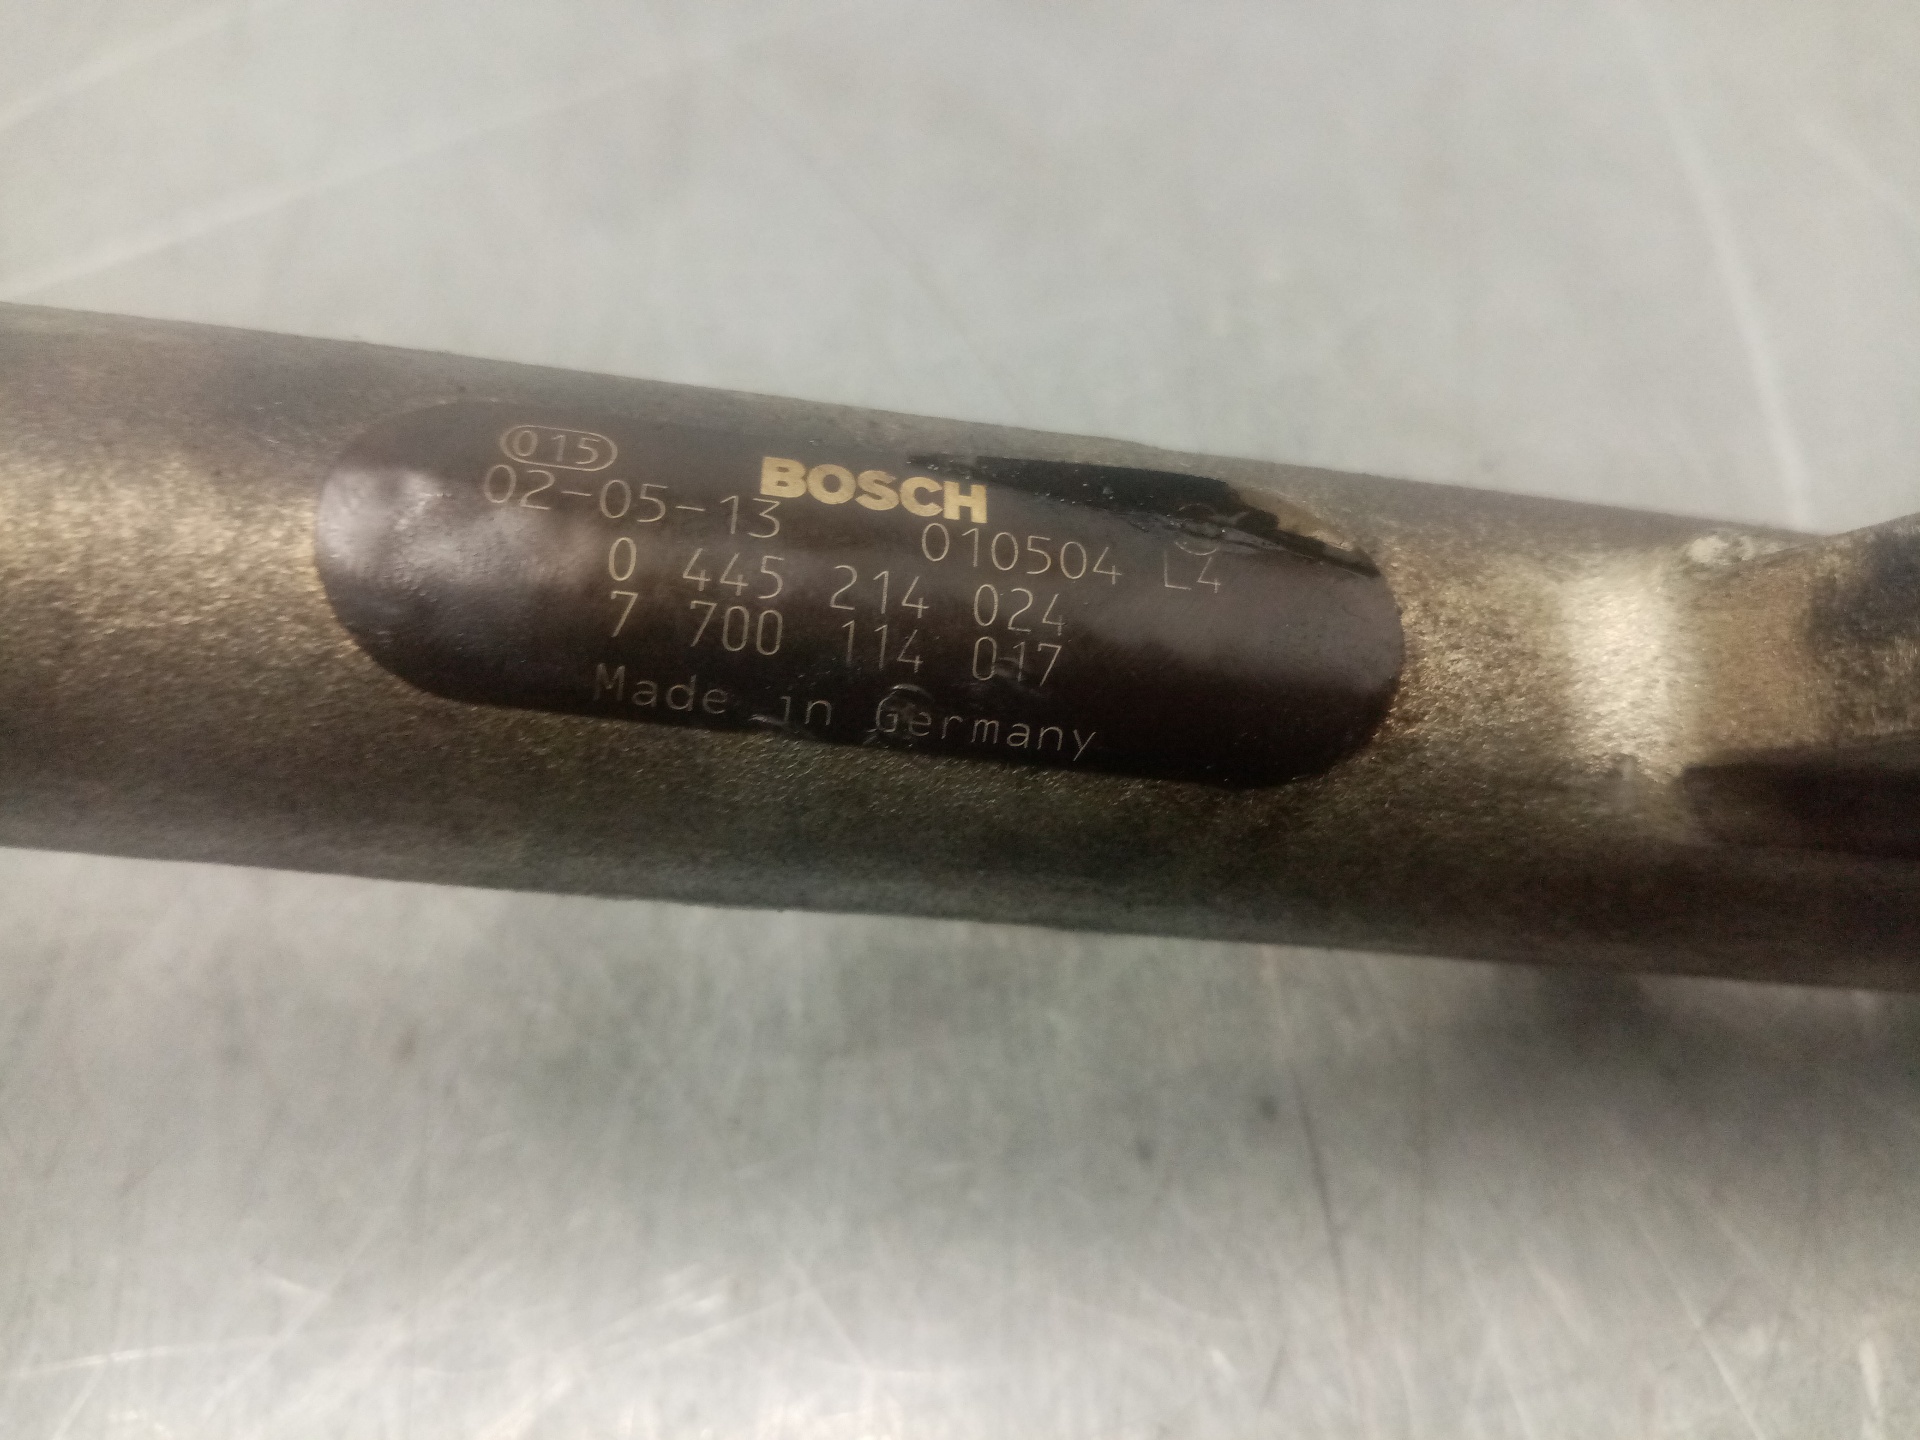 015
BOSCH
02-05-13 010504 L4
0 445 214 024
7 700 114 017
Made in Germany